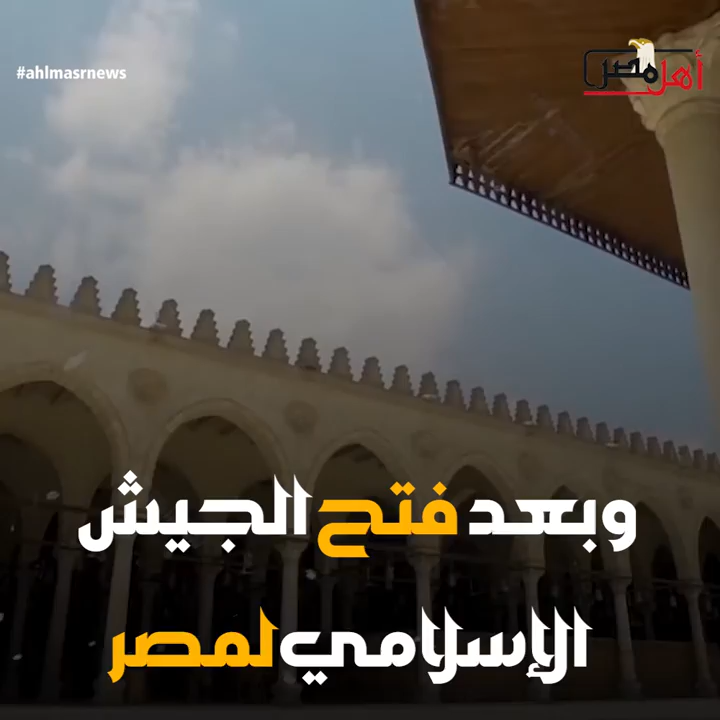 #ahlmasrnews
أهل مصر
وبعد فتح الجيش
الإسلامي لمصر